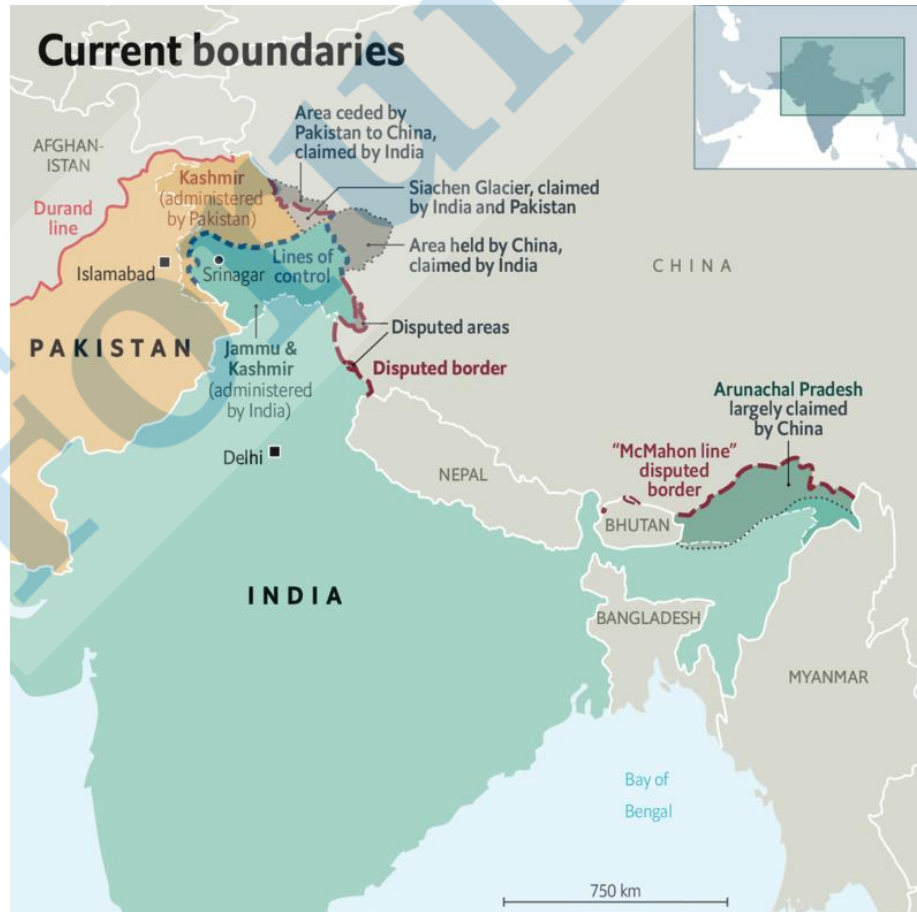 Current boundaries
Area ceded by
Pakistan to China,
claimed by India
AFGHAN-
ISTAN
Kashmir
(administered
by Pakistan)
Siachen Glacier, claimed
by India and Pakistan
Durand
line
Area held by China,
claimed by India
Lines of
control
Srinagar
Islamabad
CHINA
Disputed areas
PAKISTAN
Jammu &
Kashmir
(administered
by India)
Disputed border
Arunachal Pradesh
largely claimed
by China
Delhi
"McMahon line"
disputed
border
NEPAL
BHUTAN
INDIA
BANGLADESH
MYANMAR
Bay of
Bengal
750 km